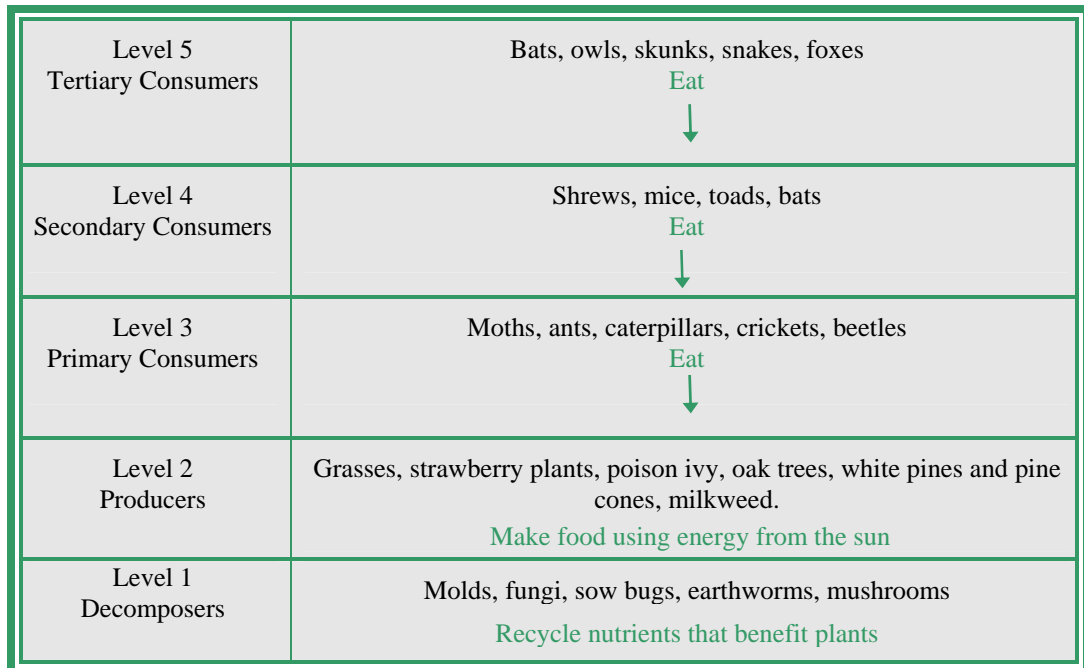 Level 5
Tertiary Consumers
Bats, owls, skunks, snakes, foxes
Eat
Level 4
Secondary Consumers
Shrews, mice, toads, bats
Eat
Level 3
Primary Consumers
Moths, ants, caterpillars, crickets, beetles
Eat
Level 2
Producers
Grasses, strawberry plants, poison ivy, oak trees, white pines and pine
cones, milkweed.
Make food using energy from the sun
Level 1
Decomposers
Molds, fungi, sow bugs, earthworms, mushrooms
Recycle nutrients that benefit plants